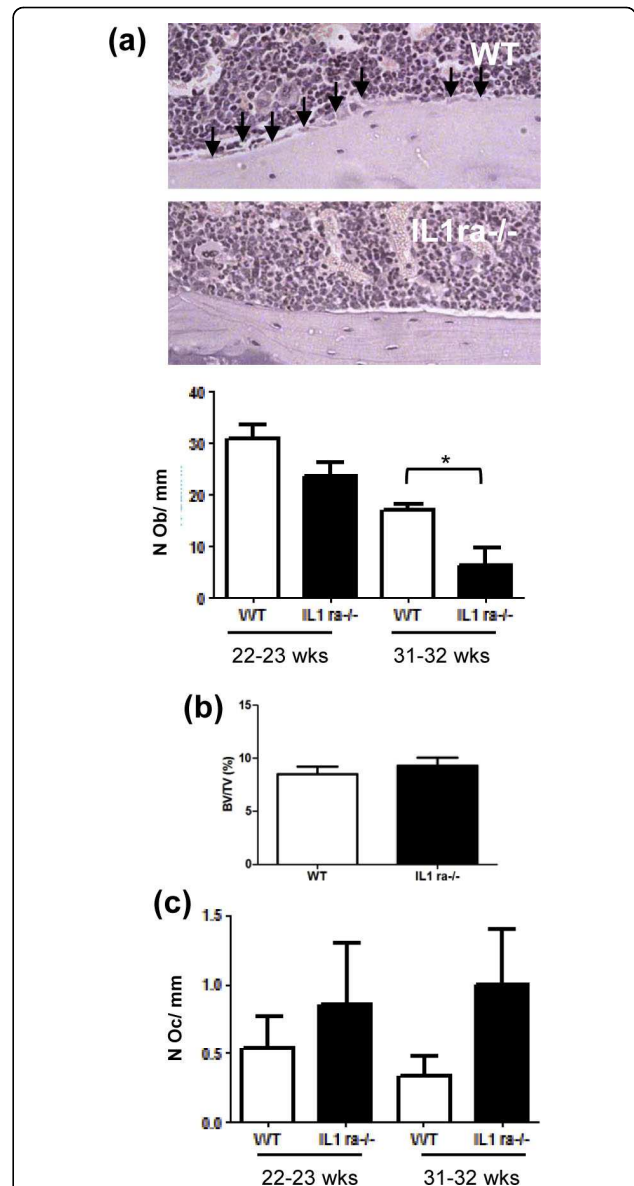 (a)
WT
IL1ra-/-
40
30
20
10
0
N Ob/ mm
*
WT IL1 ra-/- WT IL1 ra-/-
22-23 wks 31-32 wks
(b)
15
10
5
0
BV/TV (%)
WT IL1 ra-/-
(c)
1.5
1.0
0.5
0.0
N Oc/ mm
WT IL1 ra-/- WT IL1 ra-/-
22-23 wks 31-32 wks